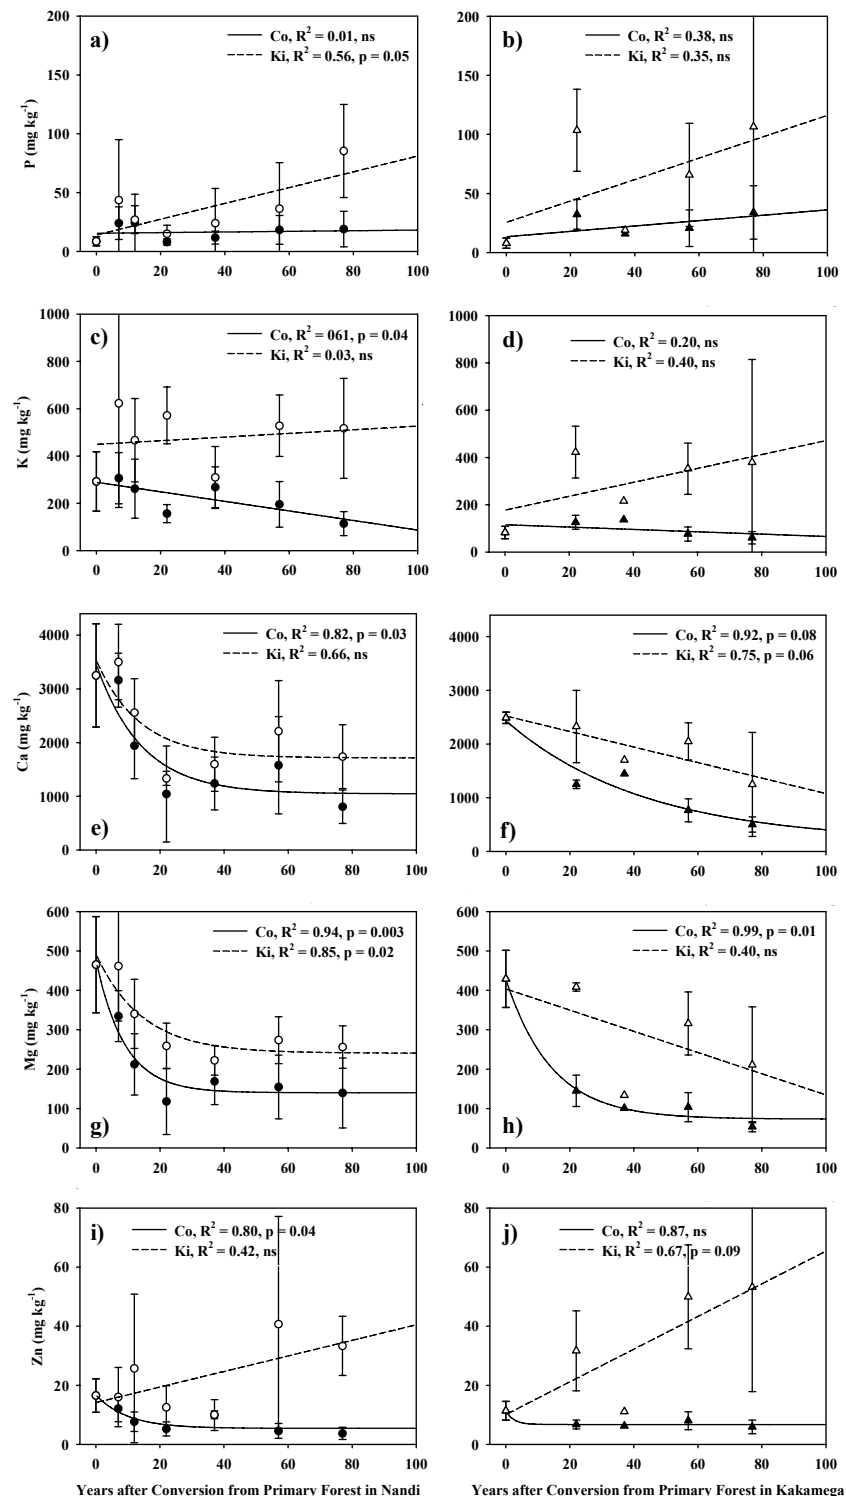 a)
Co, R2 = 0.01, ns
Ki, R2 = 0.56, p = 0.05
P (mg kg-1)
200
150
100
50
0
0 20 40 60 80 100
b)
Co, R2 = 0.38, ns
Ki, R2 = 0.35, ns
200
150
100
50
0
0 20 40 60 80 100
c)
Co, R2 = 061, p = 0.04
Ki, R2 = 0.03, ns
K (mg kg-1)
1000
800
600
400
200
0
0 20 40 60 80 100
d)
Co, R2 = 0.20, ns
Ki, R2 = 0.40, ns
1000
800
600
400
200
0
0 20 40 60 80 100
Co, R2 = 0.82, p = 0.03
Ki, R2 = 0.66, ns
Ca (mg kg-1)
4000
3000
2000
1000
0
e)
0 20 40 60 80 100
Co, R2 = 0.92, p = 0.08
Ki, R2 = 0.75, p = 0.06
4000
3000
2000
1000
0
f)
0 20 40 60 80 100
Co, R2 = 0.94, p = 0.003
Ki, R2 = 0.85, p = 0.02
Mg (mg kg-1)
600
500
400
300
200
100
0
g)
0 20 40 60 80 100
Co, R2 = 0.99, p = 0.01
Ki, R2 = 0.40, ns
600
500
400
300
200
100
0
h)
0 20 40 60 80 100
i)
Co, R2 = 0.80, p = 0.04
Ki, R2 = 0.42, ns
Zn (mg kg-1)
80
60
40
20
0
0 20 40 60 80 100
Years after Conversion from Primary Forest in Nandi
j)
Co, R2 = 0.87, ns
Ki, R2 = 0.67, p = 0.09
80
60
40
20
0
0 20 40 60 80 100
Years after Conversion from Primary Forest in Kakamega